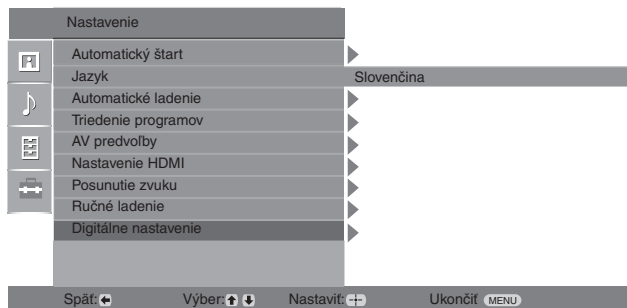 Nastavenie
Automatický štart
Jazyk Slovenčina
Automatické ladenie
Triedenie programov
AV predvoľby
Nastavenie HDMI
Posunutie zvuku
Ručné ladenie
Digitálne nastavenie
Späť: Výber: Nastaviť: Ukončiť MENU